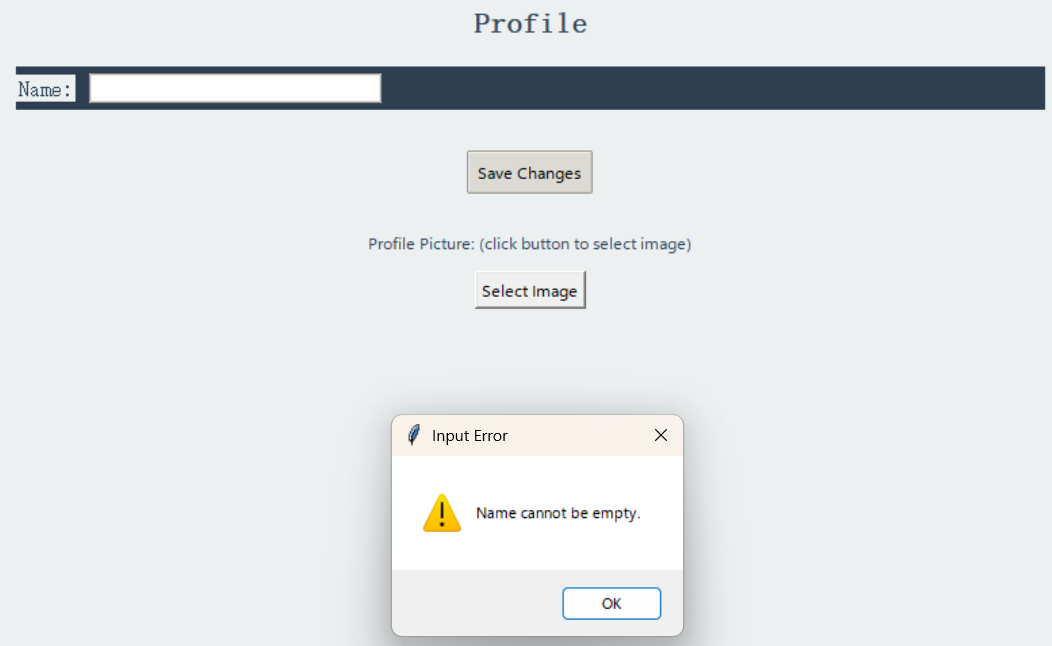 Profile
Name:
Save Changes
Profile Picture: (click button to select image)
Select Image
Input Error
Name cannot be empty.
OK